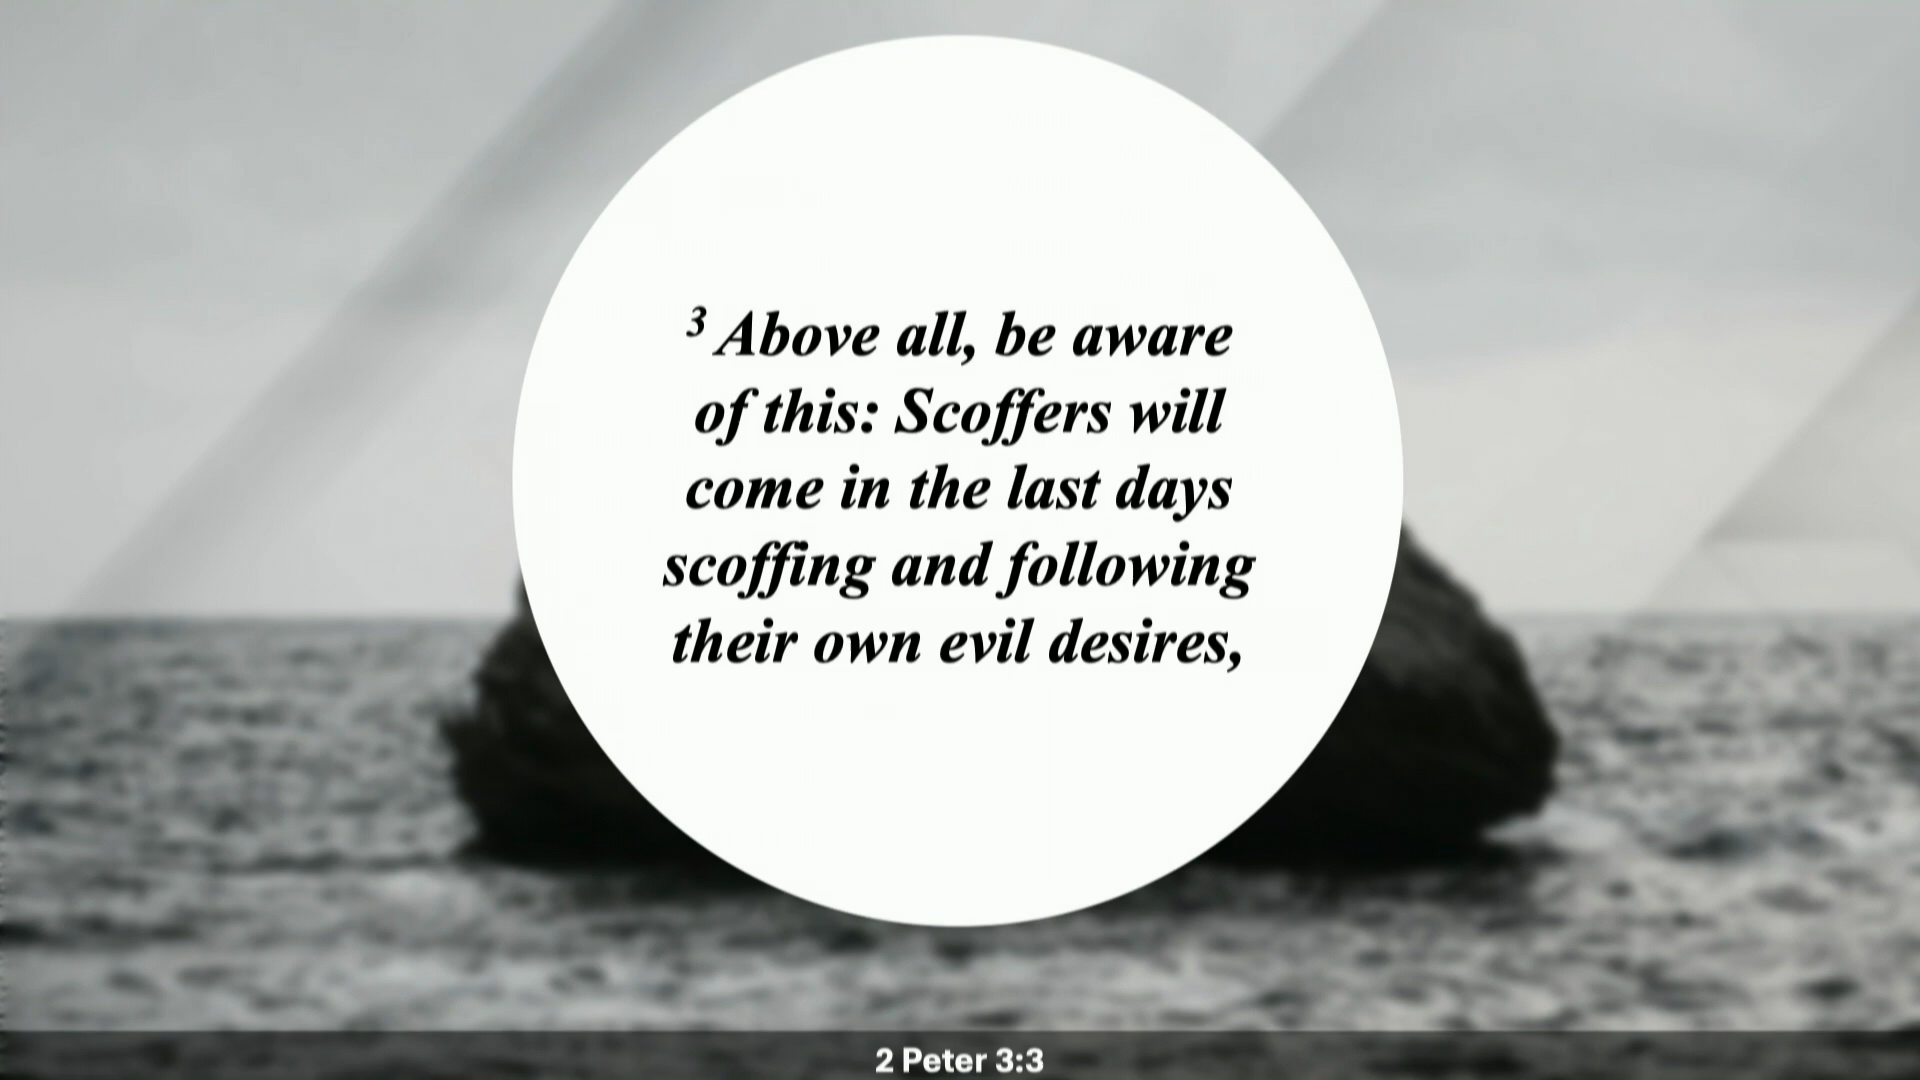 3 Above all, be aware
of this: Scoffers will
come in the last days
scoffing and following
their own evil desires,
2 Peter 3:3